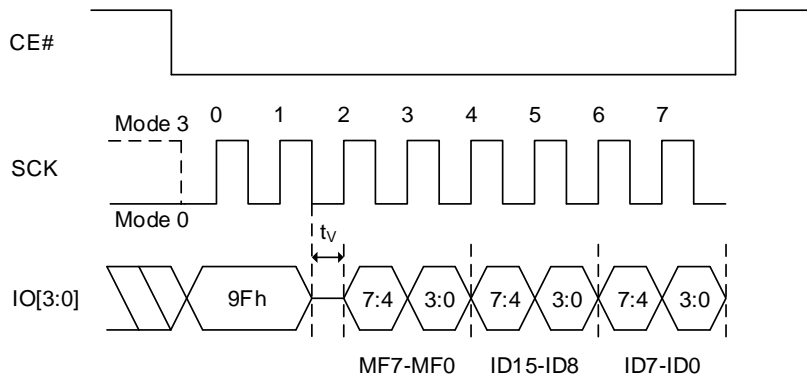 CE#
0 1 2 3 4 5 6 7
Mode 3
SCK
Mode 0
tV
IO[3:0] 9Fh 7:4 3:0 7:4 3:0 7:4 3:0
MF7-MF0 ID15-ID8 ID7-ID0